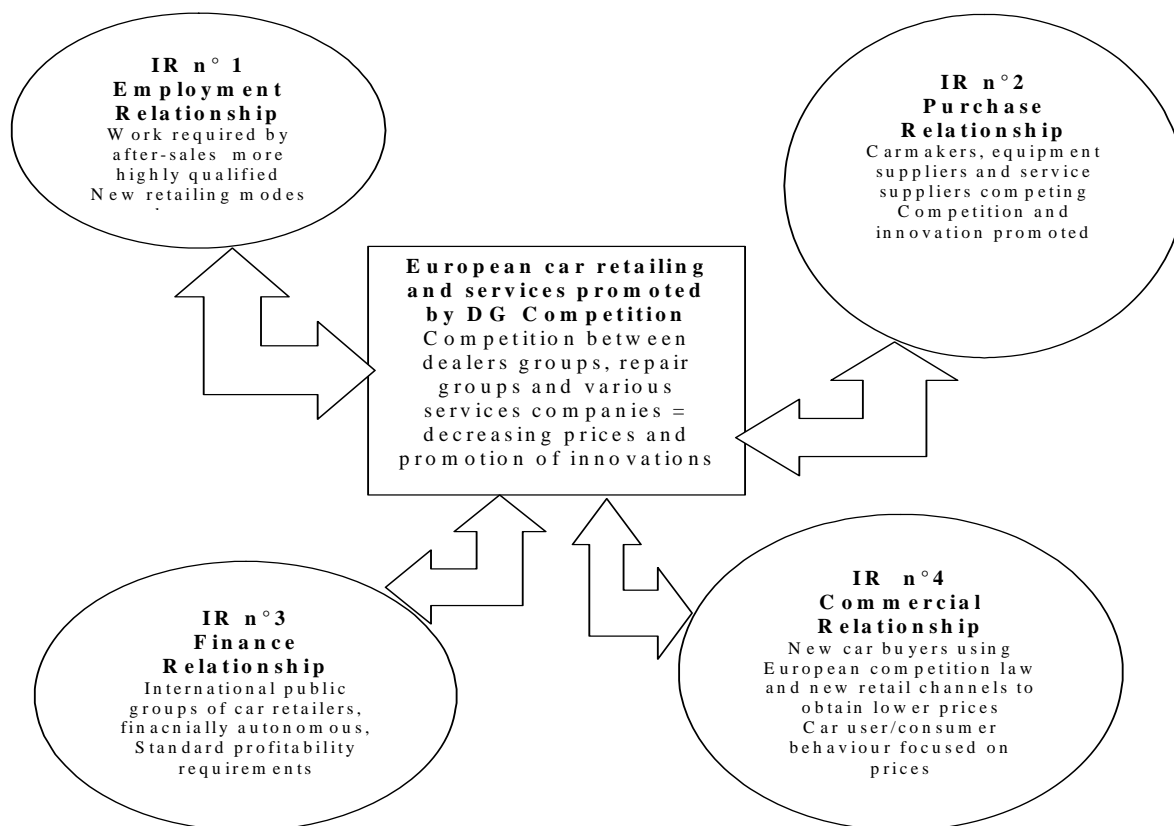 IR n° 1
Employment
Relationship
Work required by
after-sales more
highly qualified
New retailing modes
IR n°2
Purchase
Relationship
Carmakers, equipment
suppliers and service
suppliers competing
Competition and
innovation promoted
European car retailing
and services promoted
by DG Competition
Competition between
dealers groups, repair
groups and various
services companies =
decreasing prices and
promotion of innovations
IR n°3
Finance
Relationship
International public
groups of car retailers,
finacnially autonomous,
Standard profitability
requirements
IR n°4
Commercial
Relationship
New car buyers using
European competition law
and new retail channels to
obtain lower prices
Car user/consumer
behaviour focused on
prices